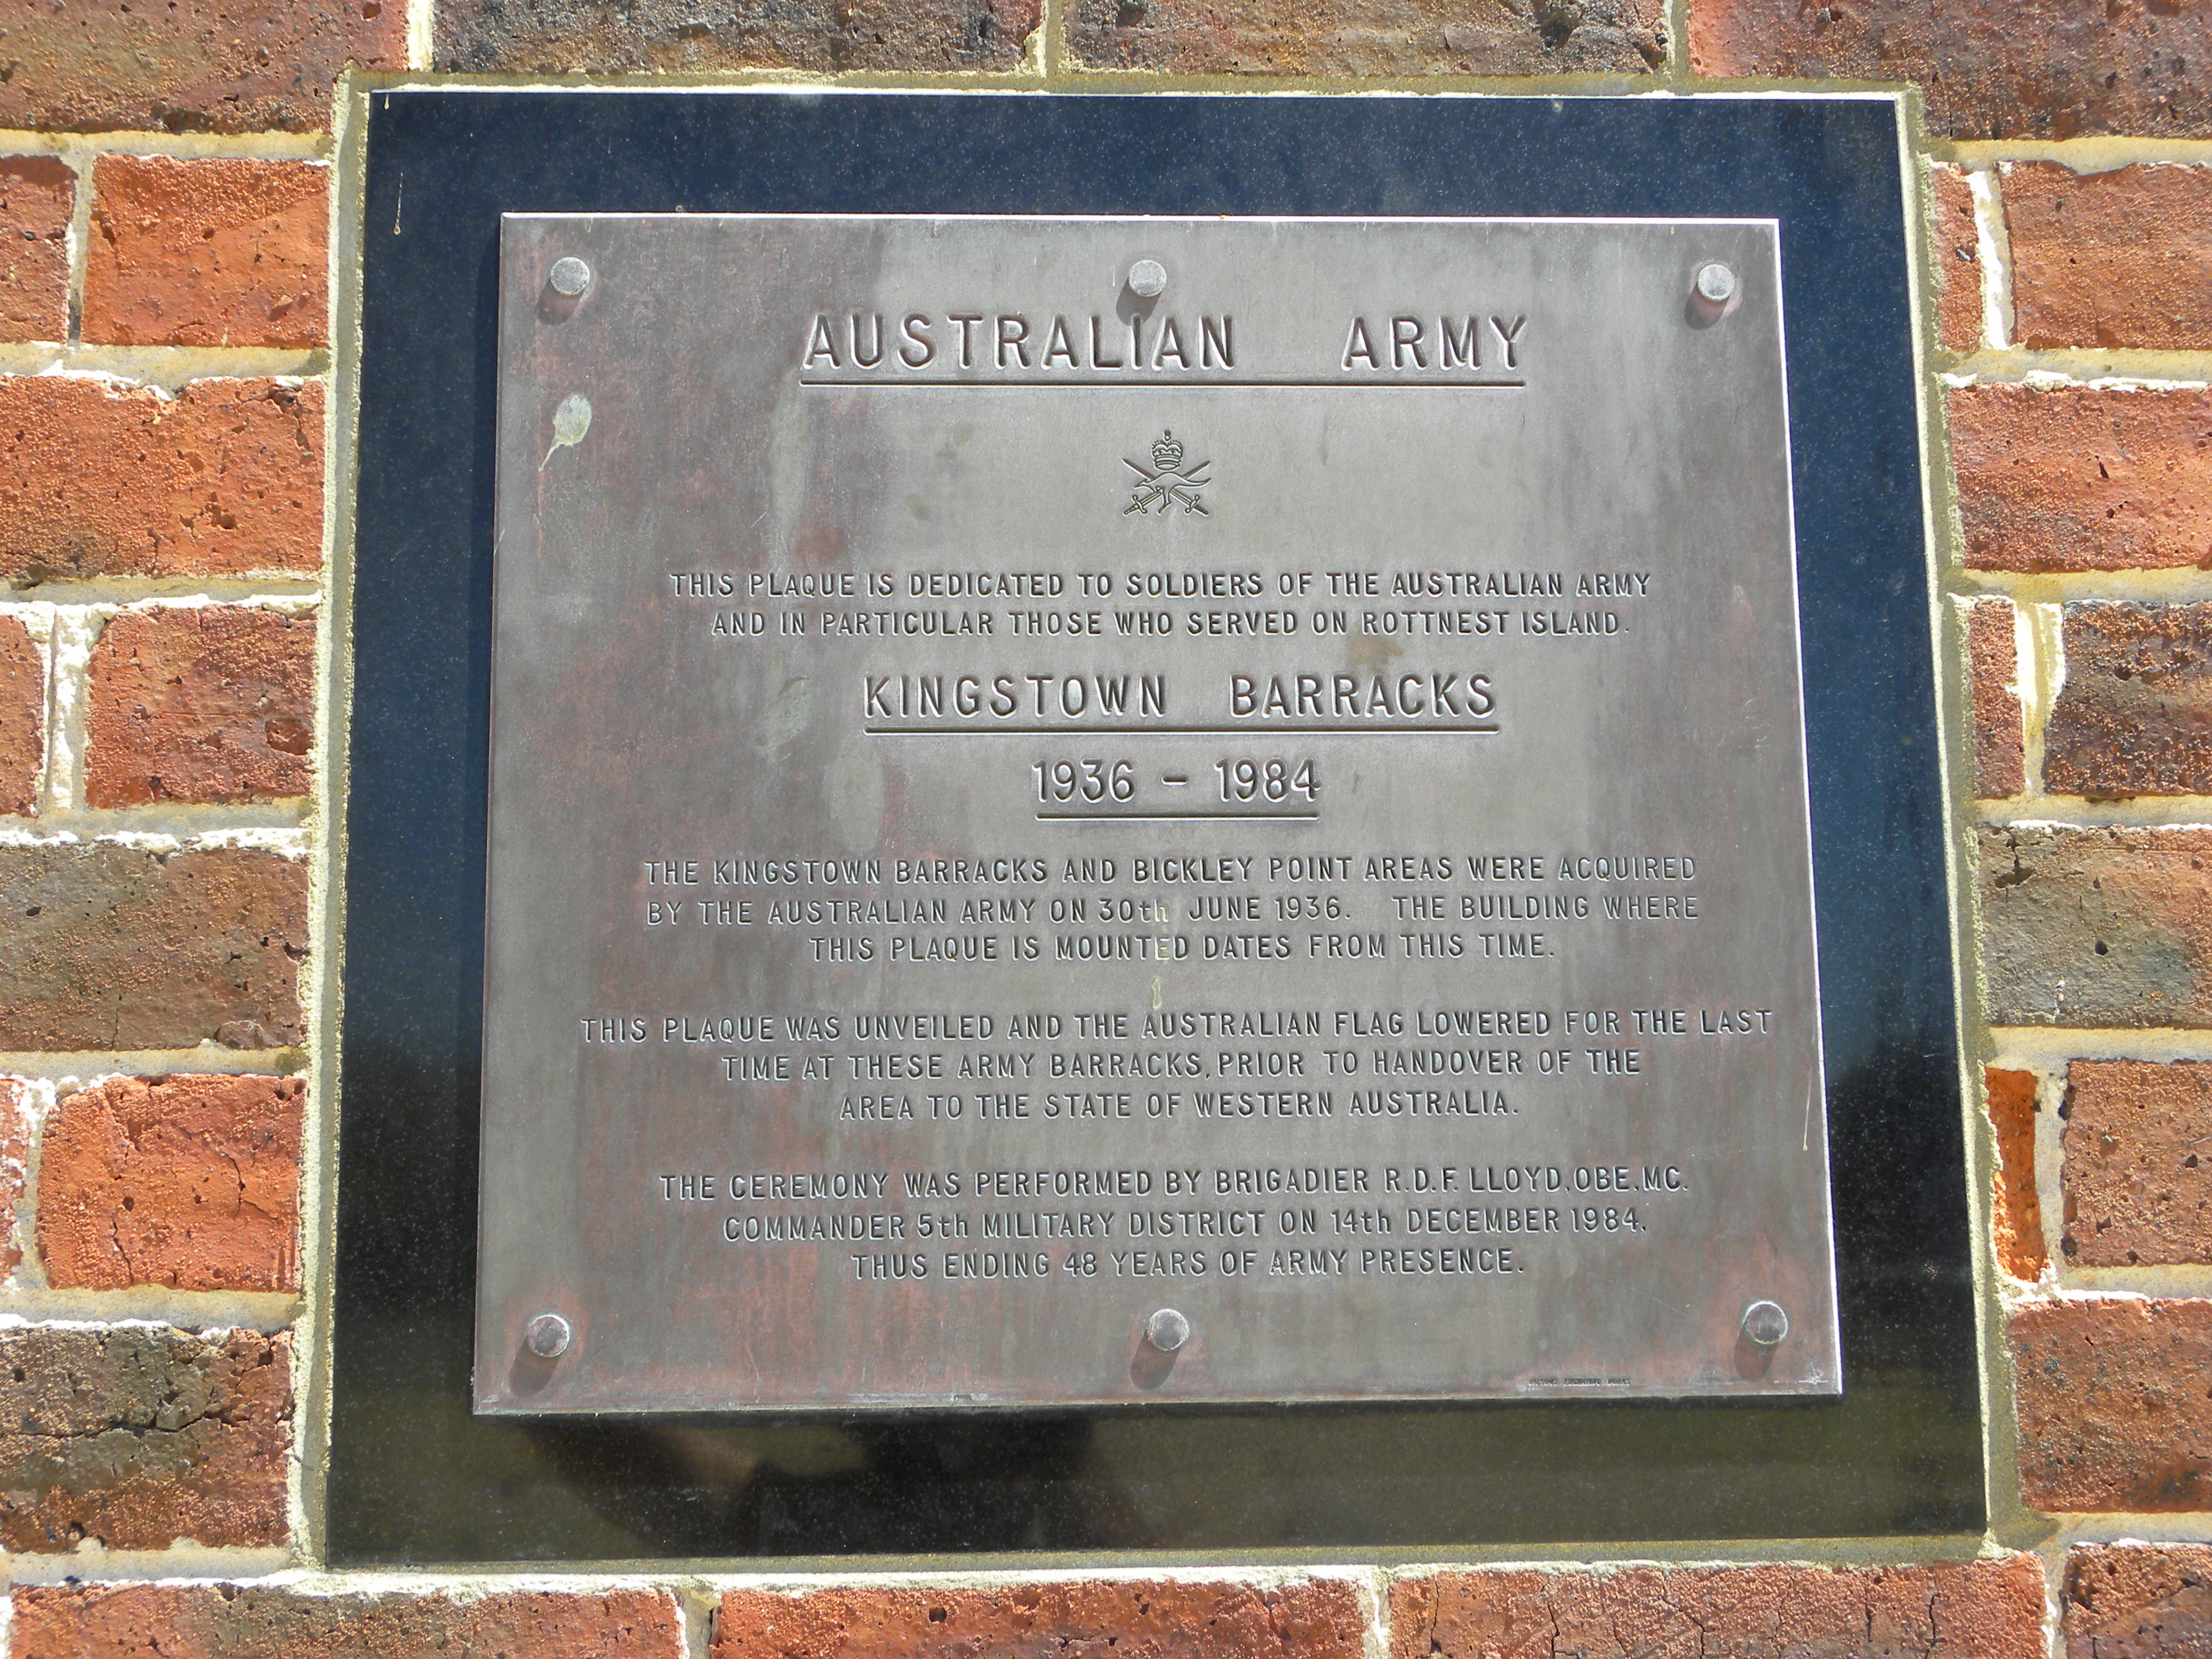 AUSTRALIAN ARMY
THIS PLAQUE IS DEDICATED TO SOLDIERS OF THE AUSTRALIAN ARMY
AND IN PARTICULAR THOSE WHO SERVED ON ROTTNEST ISLAND.
KINGSTOWN BARRACKS
1936 - 1984
THE KINGSTOWN BARRACKS AND BICKLEY POINT AREAS WERE ACQUIRED
BY THE AUSTRALIAN ARMY ON 30th JUNE 1936. THE BUILDING WHERE
THIS PLAQUE IS MOUNTED DATES FROM THIS TIME.
THIS PLAQUE WAS UNVEILED AND THE AUSTRALIAN FLAG LOWERED FOR THE LAST
TIME AT THESE ARMY BARRACKS, PRIOR TO HANDOVER OF THE
AREA TO THE STATE OF WESTERN AUSTRALIA.
THE CEREMONY WAS PERFORMED BY BRIGADIER R.D.F. LLOYD, OBE, MC.
COMMANDER 5th MILITARY DISTRICT ON 14th DECEMBER 1984.
THUS ENDING 48 YEARS OF ARMY PRESENCE.
ENGRAVING WORKS